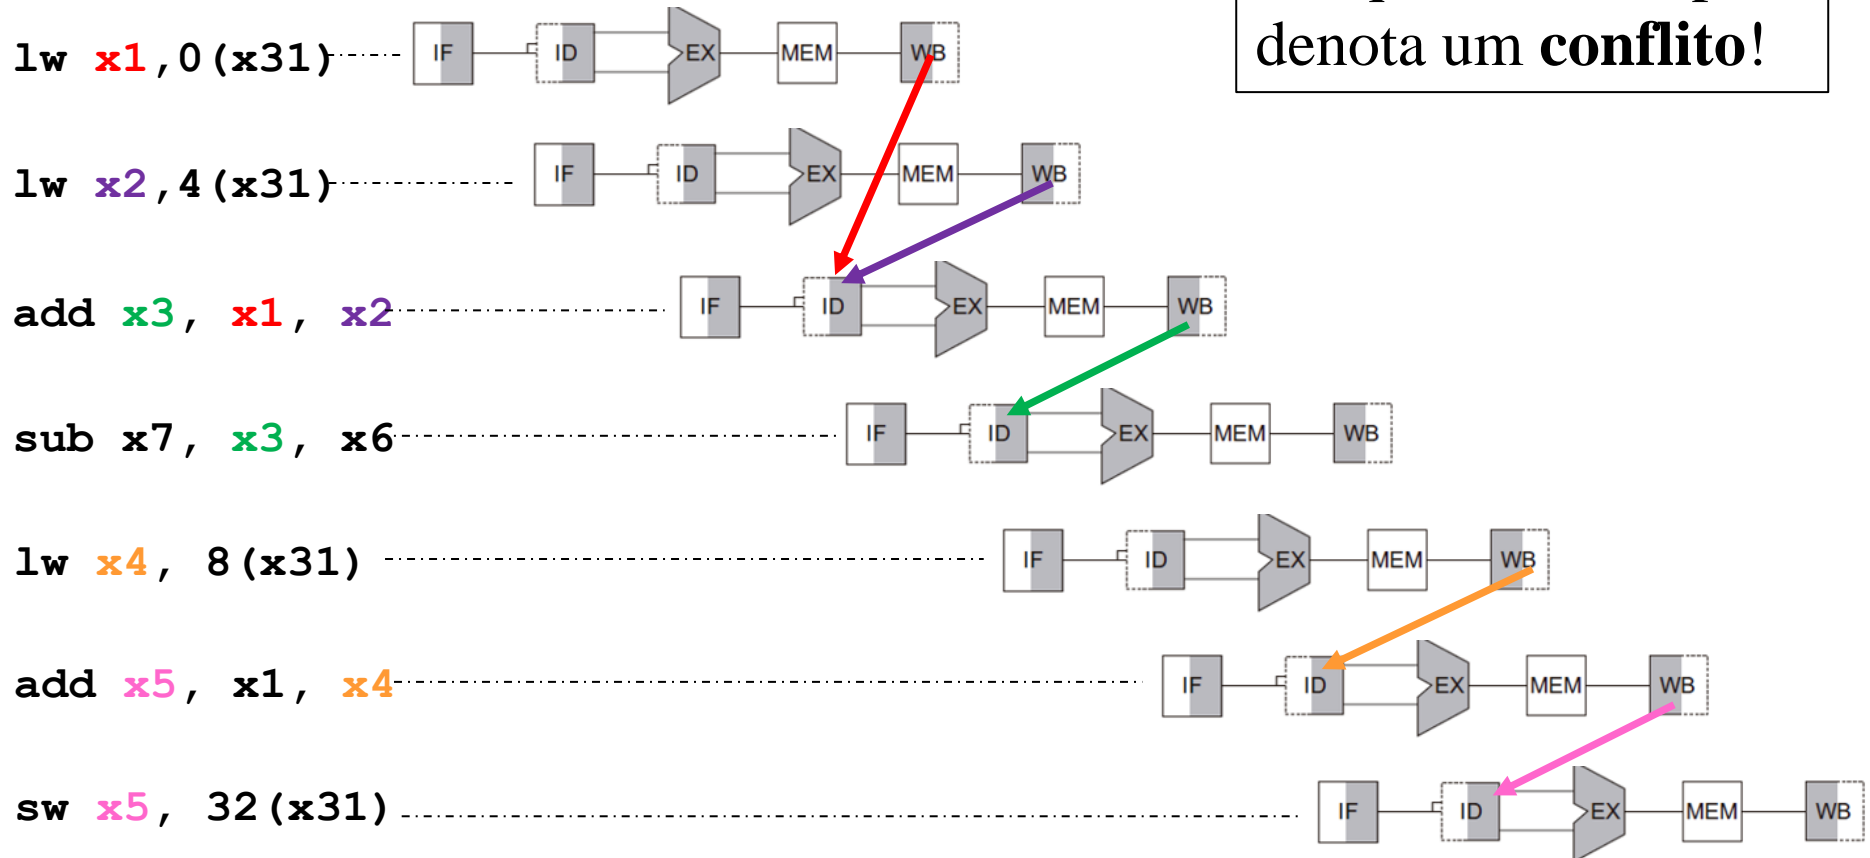 denota um conflito!
lw x1,0(x31) IF ID EX MEM WB
lw x2,4(x31) IF ID EX MEM WB
add x3, x1, x2 IF ID EX MEM WB
sub x7, x3, x6 IF ID EX MEM WB
lw x4, 8(x31) IF ID EX MEM WB
add x5, x1, x4 IF ID EX MEM WB
sw x5, 32(x31) IF ID EX MEM WB